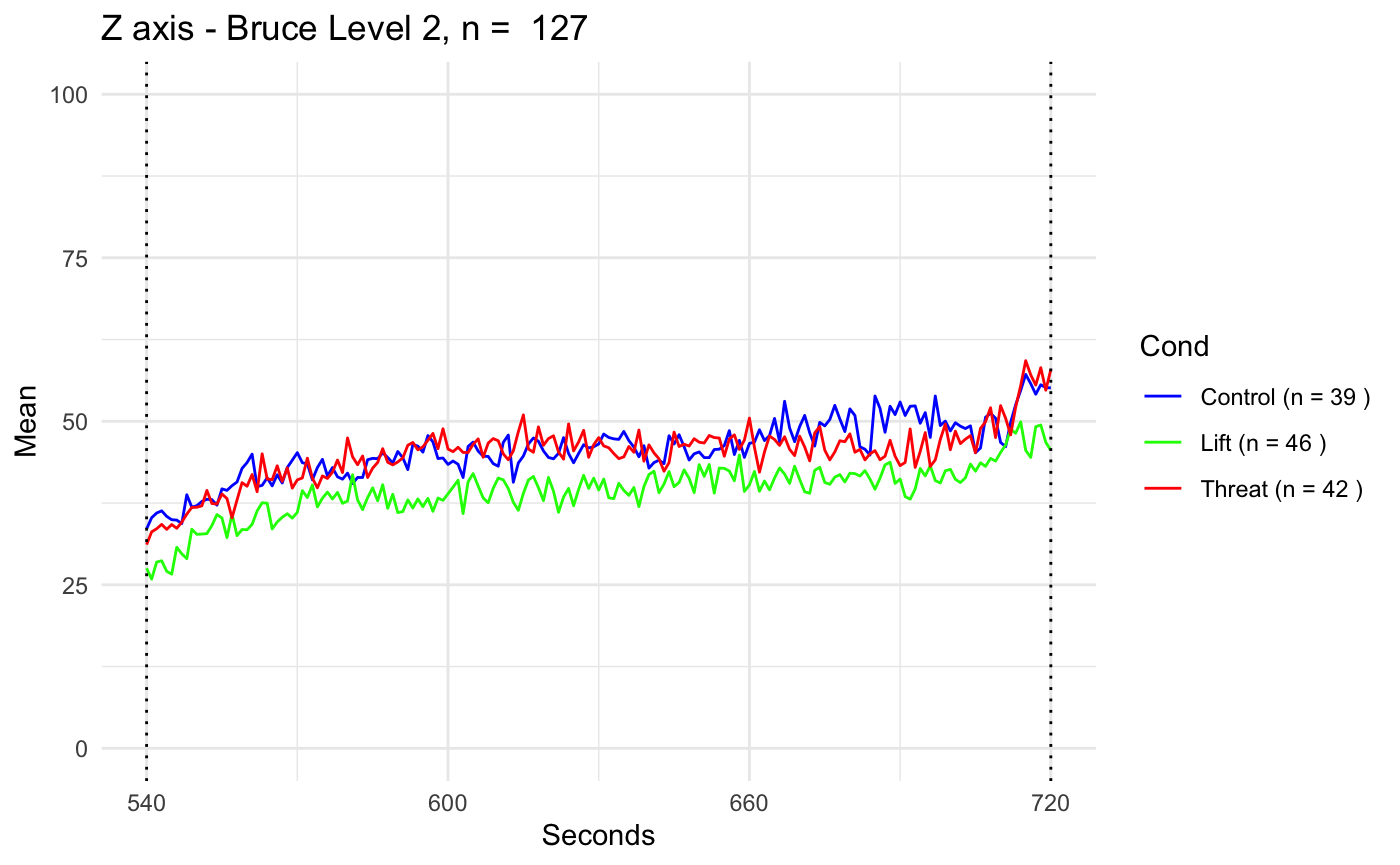 Z axis - Bruce Level 2, n =  127
100
75
50
25
0
Mean
540
600
660
720
Seconds
Cond
Control (n = 39 )
Lift (n = 46 )
Threat (n = 42 )